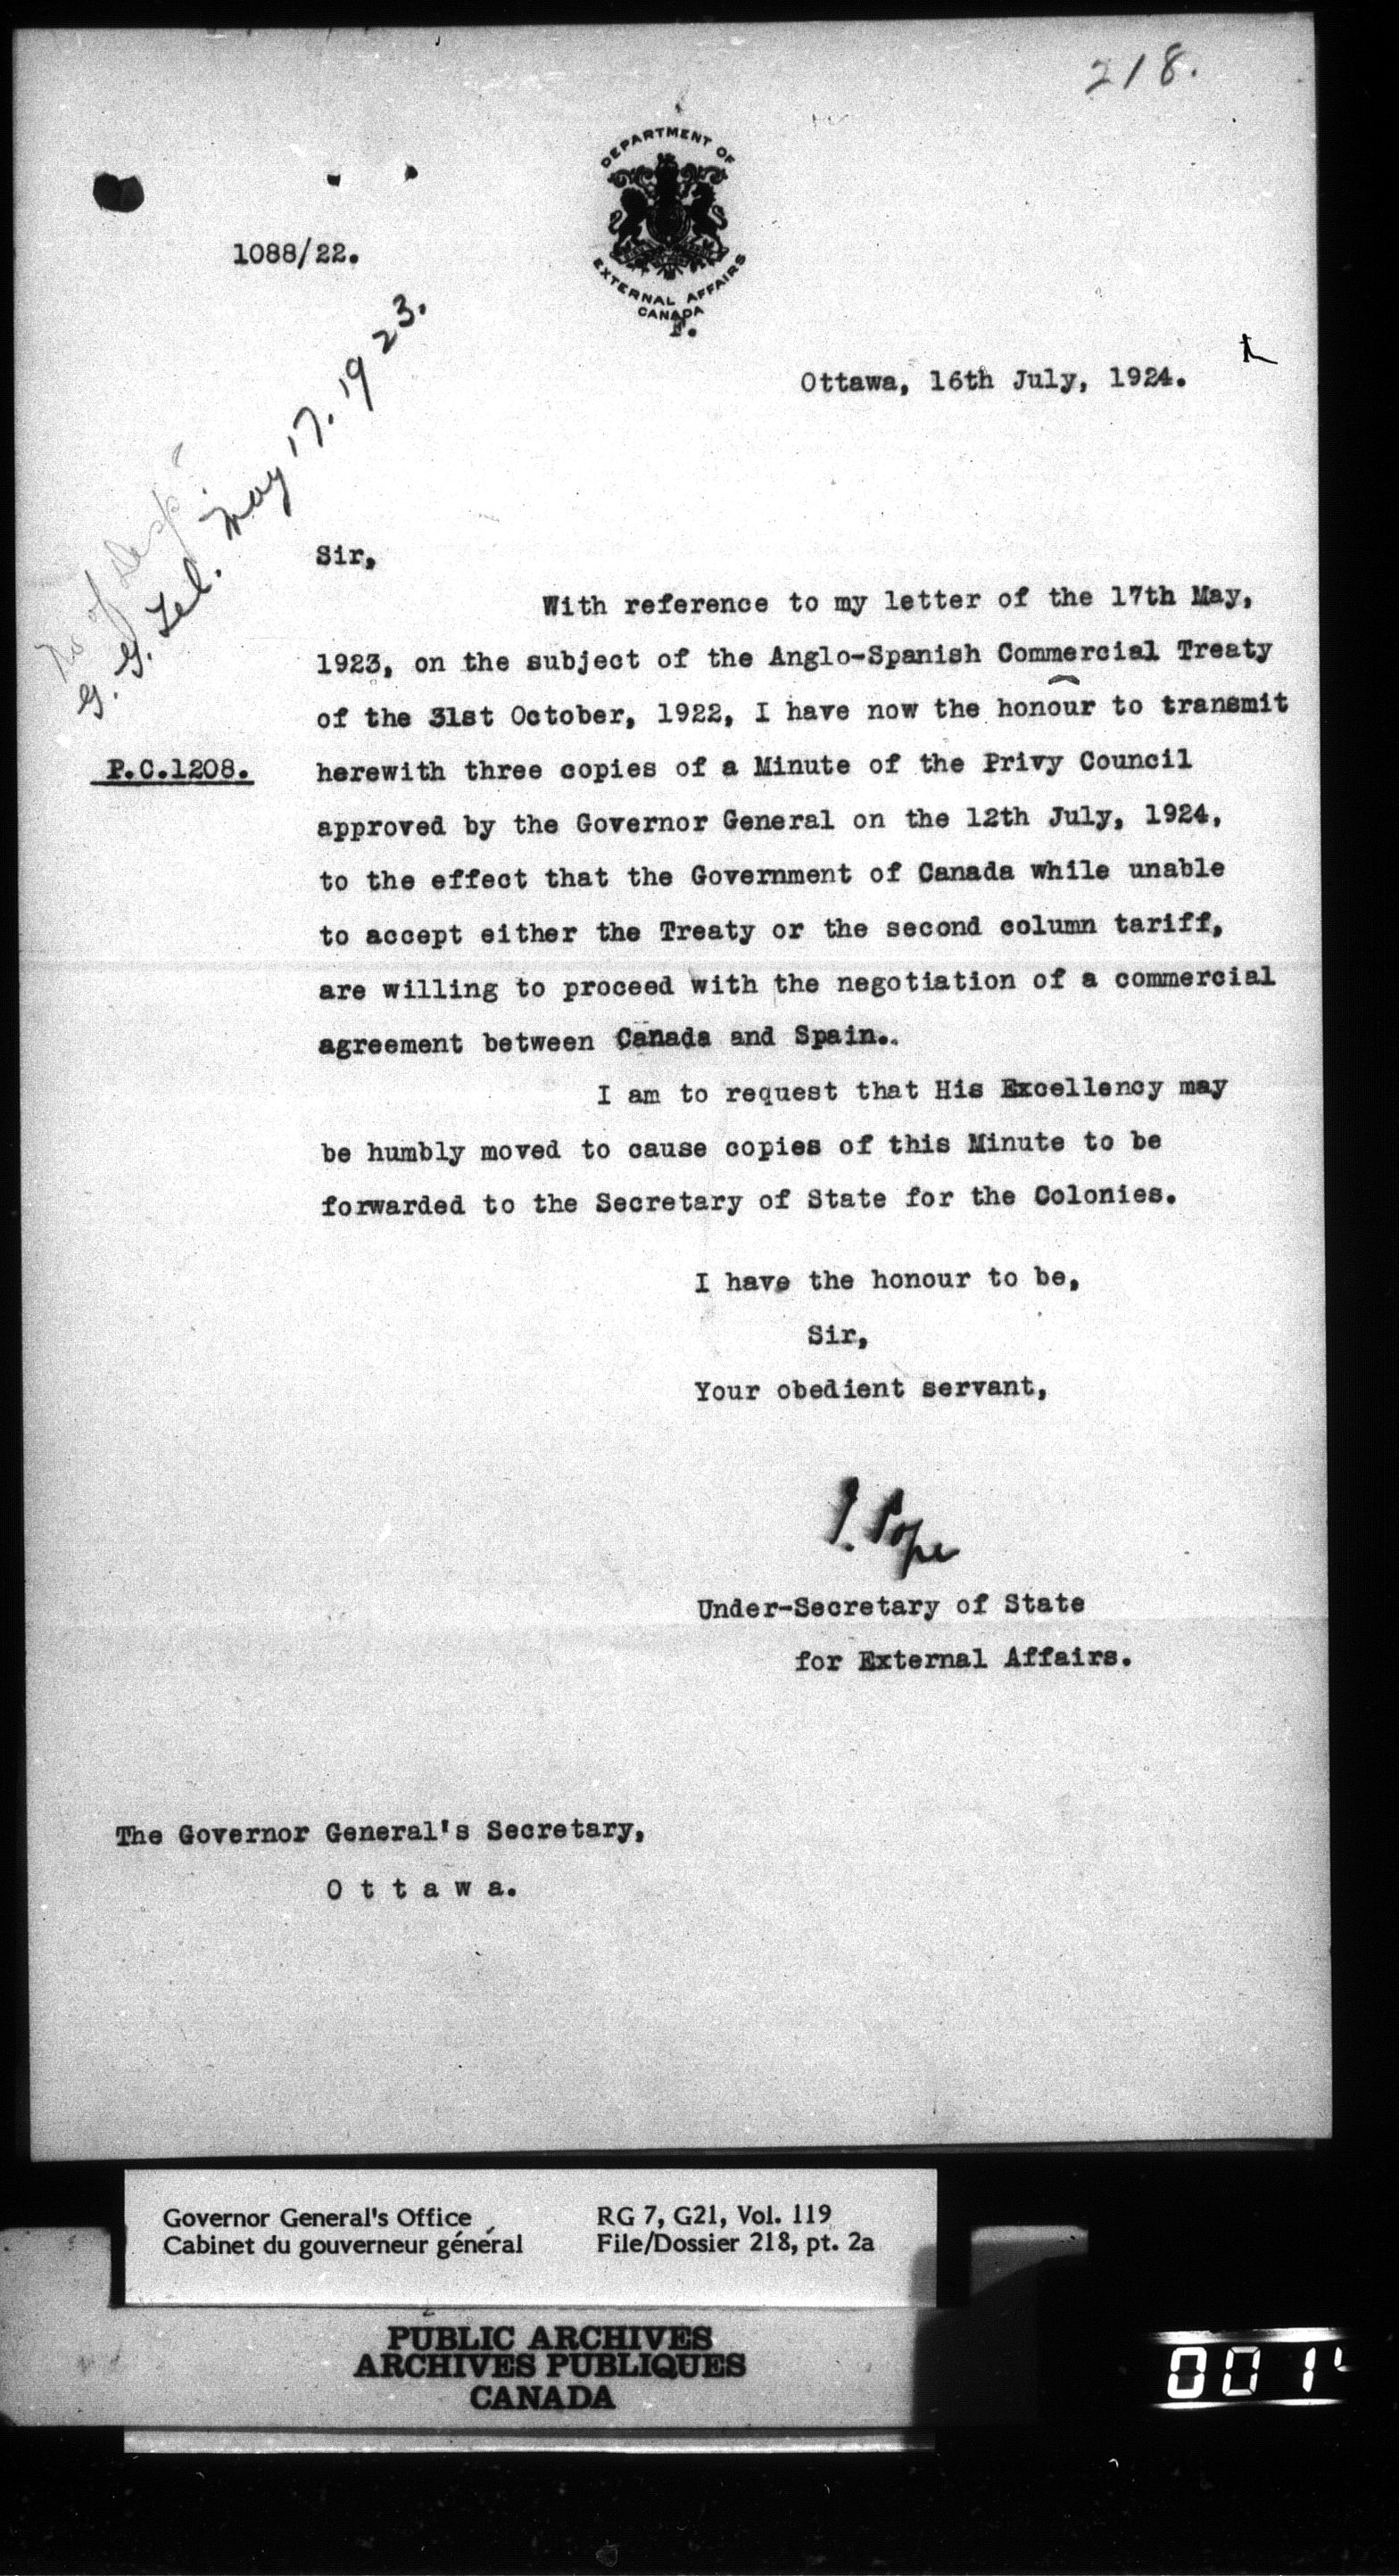 218.
DEPARTMENT OF
EXTERNAL AFFAIRS
CANADA
F.
1088/22.
Ottawa, 16th July, 1924.
No of Desp
G. G. Tel. May 17. 1923.
Sir,
With reference to my letter of the 17th May,
1923, on the subject of the Anglo-Spanish Commercial Treaty
of the 31st October, 1922, I have now the honour to transmit
P.C.1208.
herewith three copies of a Minute of the Privy Council
approved by the Governor General on the 12th July, 1924,
to the effect that the Government of Canada while unable
to accept either the Treaty or the second column tariff,
are willing to proceed with the negotiation of a commercial
agreement between Canada and Spain..
I am to request that His Excellency may
be humbly moved to cause copies of this Minute to be
forwarded to the Secretary of State for the Colonies.
I have the honour to be,
Sir,
Your obedient servant,
J. Pope
Under-Secretary of State
for External Affairs.
The Governor General's Secretary,
O t t a w a.
Governor General's Office
Cabinet du gouverneur général
RG 7, G21, Vol. 119
File/Dossier 218, pt. 2a
PUBLIC ARCHIVES
ARCHIVES PUBLIQUES
CANADA
001